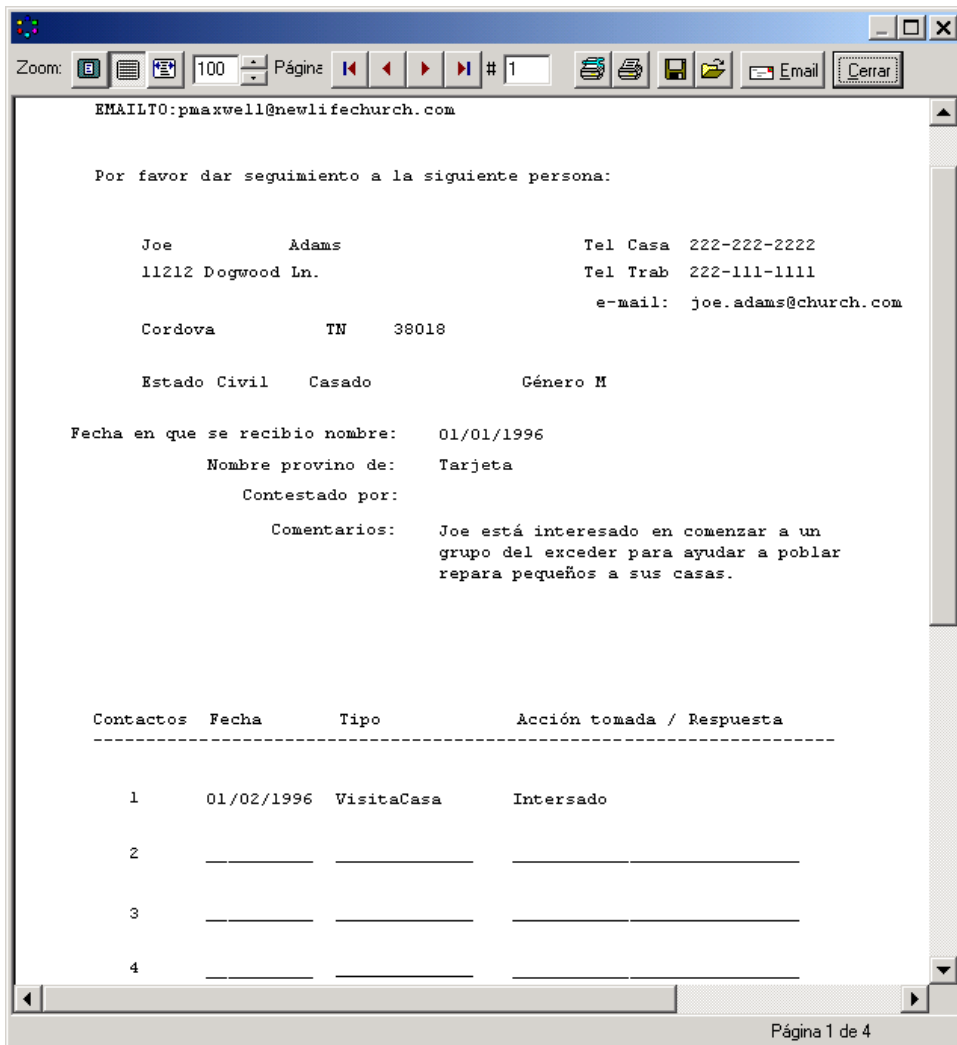 Zoom: 100 Página # 1 Email Cerrar
EMAILTO:pmaxwell@newlifechurch.com
Por favor dar seguimiento a la siguiente persona:
Joe Adams Tel Casa 222-222-2222
11212 Dogwood Ln. Tel Trab 222-111-1111
e-mail: joe.adams@church.com
Cordova TN 38018
Estado Civil Casado Género M
Fecha en que se recibio nombre: 01/01/1996
Nombre provino de: Tarjeta
Contestado por:
Comentarios: Joe está interesado en comenzar a un
grupo del exceder para ayudar a poblar
repara pequeños a sus casas.
Contactos Fecha Tipo Acción tomada / Respuesta
1 01/02/1996 VisitaCasa Intersado
2
3
4
Página 1 de 4